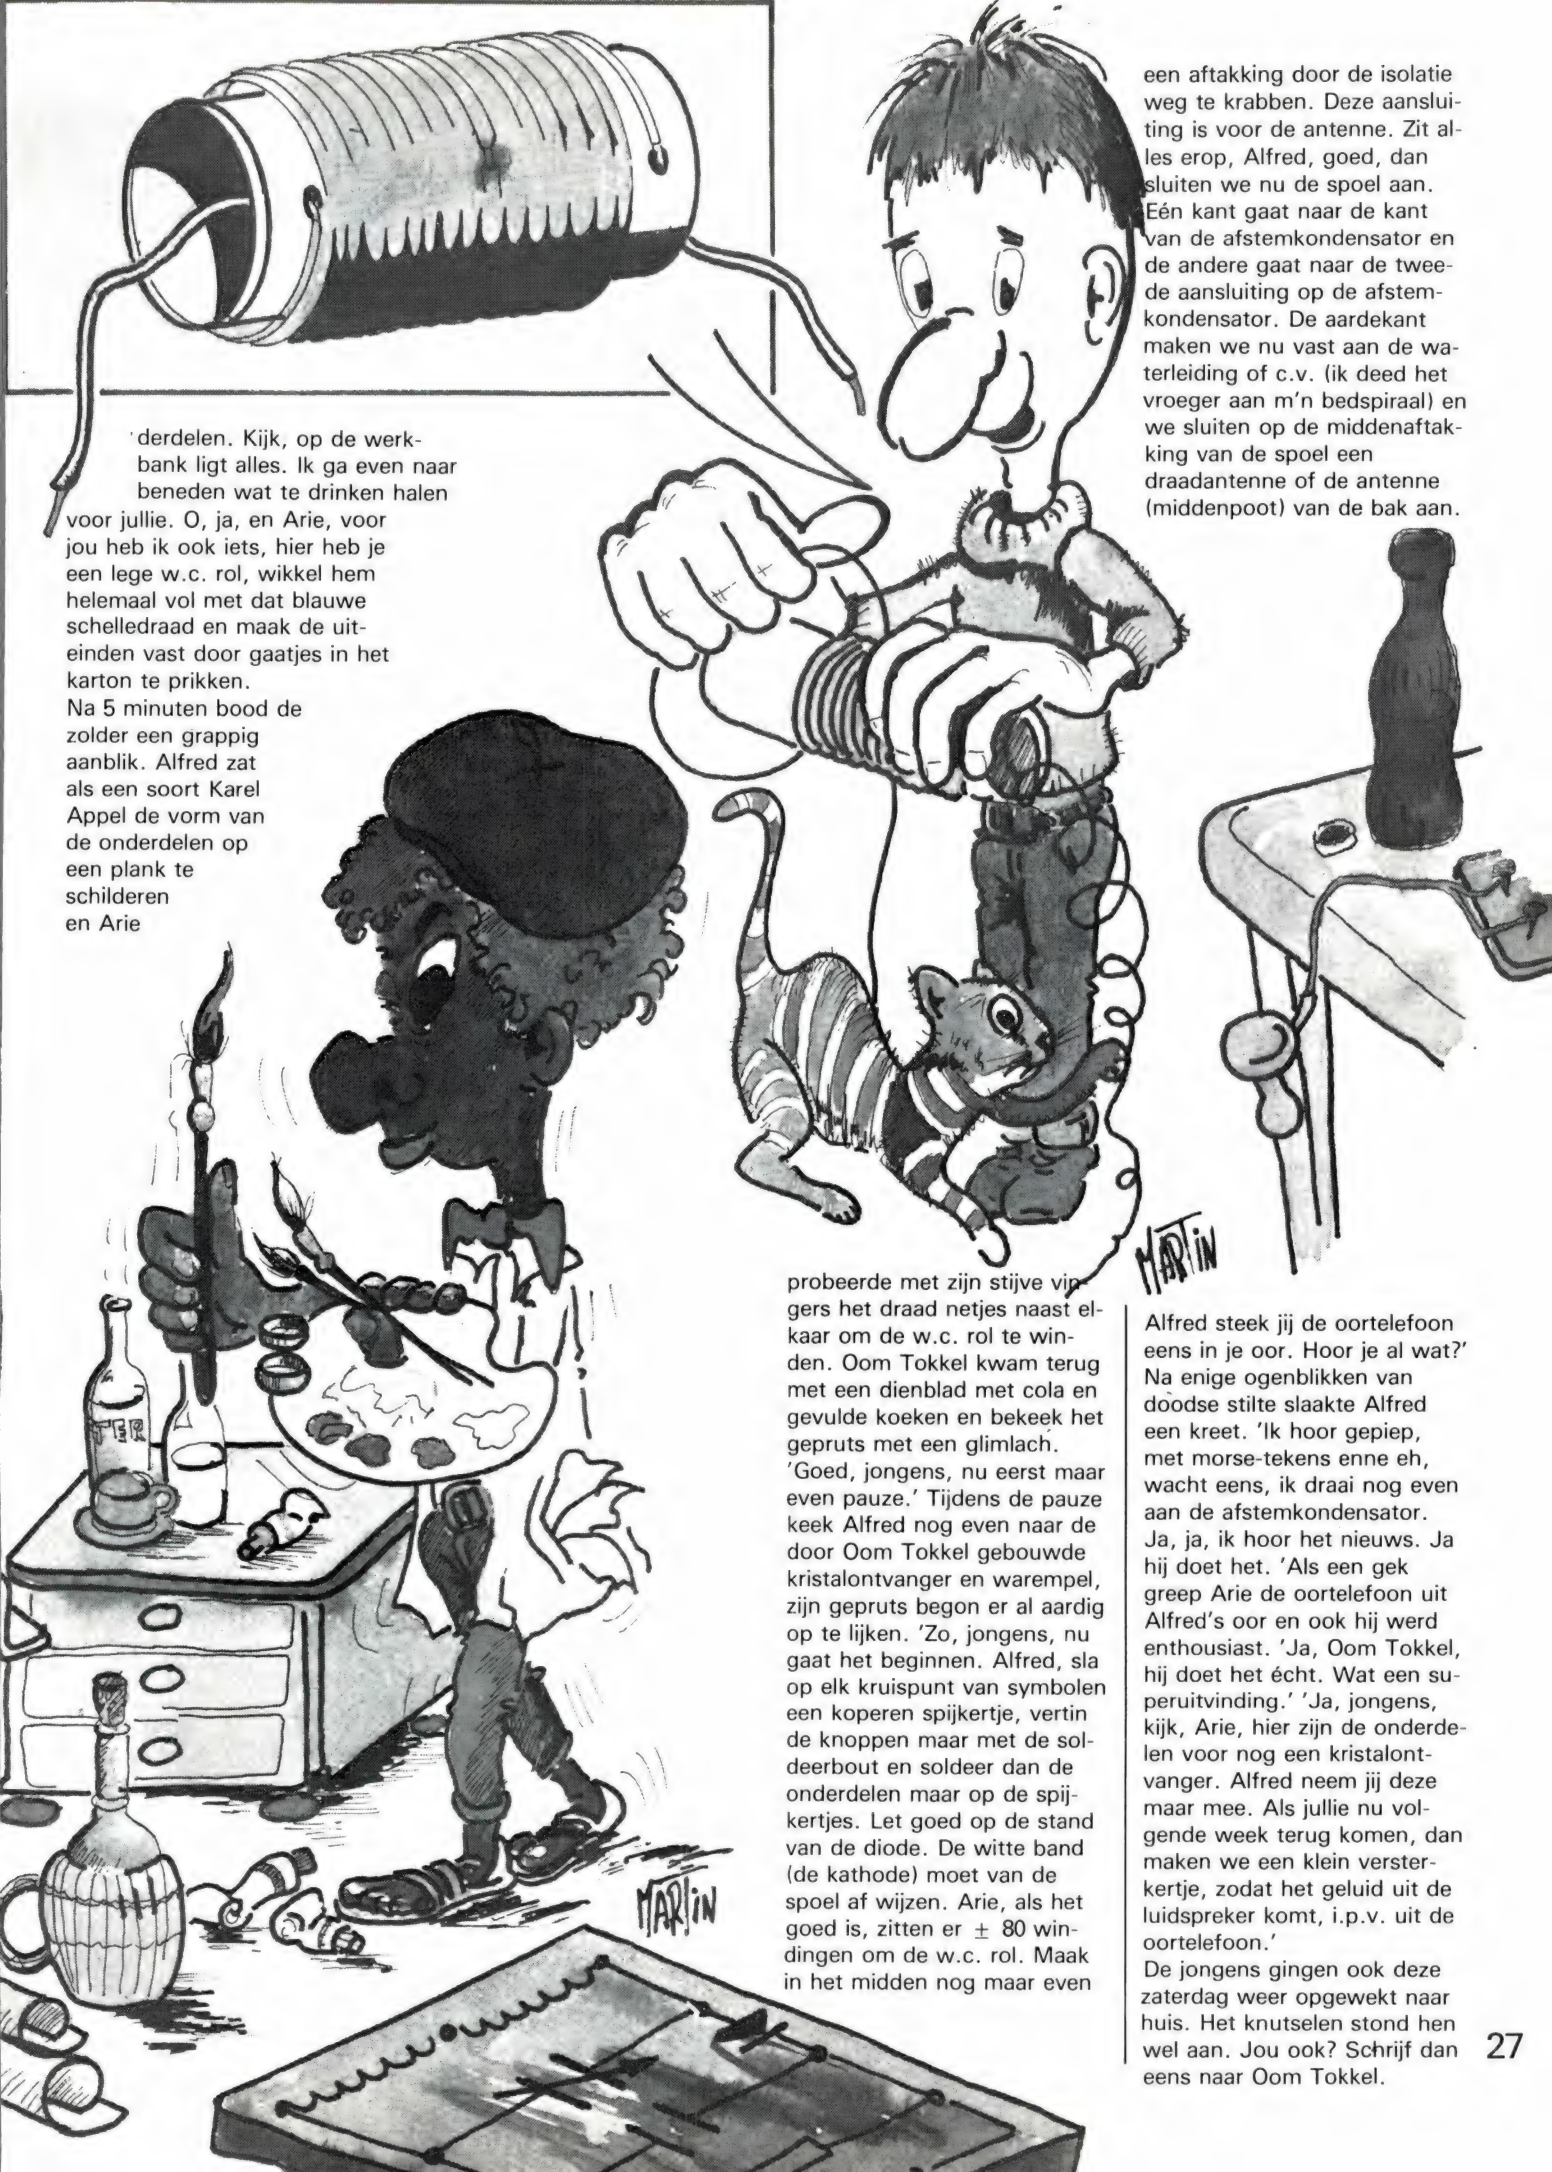 derdelen. Kijk, op de werk-
bank ligt alles. Ik ga even naar
beneden wat te drinken halen
voor jullie. O, ja, en Arie, voor
jou heb ik ook iets, hier heb je
een lege w.c. rol, wikkel hem
helemaal vol met dat blauwe
schelledraad en maak de uit-
einden vast door gaatjes in het
karton te prikken.
Na 5 minuten bood de
zolder een grappig
aanblik. Alfred zat
als een soort Karel
Appel de vorm van
de onderdelen op
een plank te
schilderen
en Arie
probeerde met zijn stijve vin-
gers het draad netjes naast el-
kaar om de w.c. rol te win-
den. Oom Tokkel kwam terug
met een dienblad met cola en
gevulde koeken en bekeek het
gepruts met een glimlach.
'Goed, jongens, nu eerst maar
even pauze.' Tijdens de pauze
keek Alfred nog even naar de
door Oom Tokkel gebouwde
kristalontvanger en warempel,
zijn gepruts begon er al aardig
op te lijken. 'Zo, jongens, nu
gaat het beginnen. Alfred, sla
op elk kruispunt van symbolen
een koperen spijkertje, vertin
de knoppen maar met de sol-
deerbout en soldeer dan de
onderdelen maar op de spij-
kertjes. Let goed op de stand
van de diode. De witte band
(de kathode) moet van de
spoel af wijzen. Arie, als het
goed is, zitten er ± 80 win-
dingen om de w.c. rol. Maak
in het midden nog maar even
een aftakking door de isolatie
weg te krabben. Deze aanslui-
ting is voor de antenne. Zit al-
les erop, Alfred, goed, dan
sluiten we nu de spoel aan.
Eén kant gaat naar de kant
van de afstemkondensator en
de andere gaat naar de twee-
de aansluiting op de afstem-
kondensator. De aardekant
maken we nu vast aan de wa-
terleiding of c.v. (ik deed het
vroeger aan m'n bedspiraal) en
we sluiten op de middenaftak-
king van de spoel een
draadantenne of de antenne
(middenpoot) van de bak aan.
Alfred steek jij de oortelefoon
eens in je oor. Hoor je al wat?'
Na enige ogenblikken van
doodse stilte slaakte Alfred
een kreet. 'Ik hoor gepiep,
met morse-tekens enne eh,
wacht eens, ik draai nog even
aan de afstemkondensator.
Ja, ja, ik hoor het nieuws. Ja
hij doet het. 'Als een gek
greep Arie de oortelefoon uit
Alfred's oor en ook hij werd
enthousiast. 'Ja, Oom Tokkel,
hij doet het écht. Wat een su-
peruitvinding.' 'Ja, jongens,
kijk, Arie, hier zijn de onderde-
len voor nog een kristalont-
vanger. Alfred neem jij deze
maar mee. Als jullie nu vol-
gende week terug komen, dan
maken we een klein verster-
kertje, zodat het geluid uit de
luidspreker komt, i.p.v. uit de
oortelefoon.'
De jongens gingen ook deze
zaterdag weer opgewekt naar
huis. Het knutselen stond hen
wel aan. Jou ook? Schrijf dan
eens naar Oom Tokkel.
27
MARTIN
MARTIN